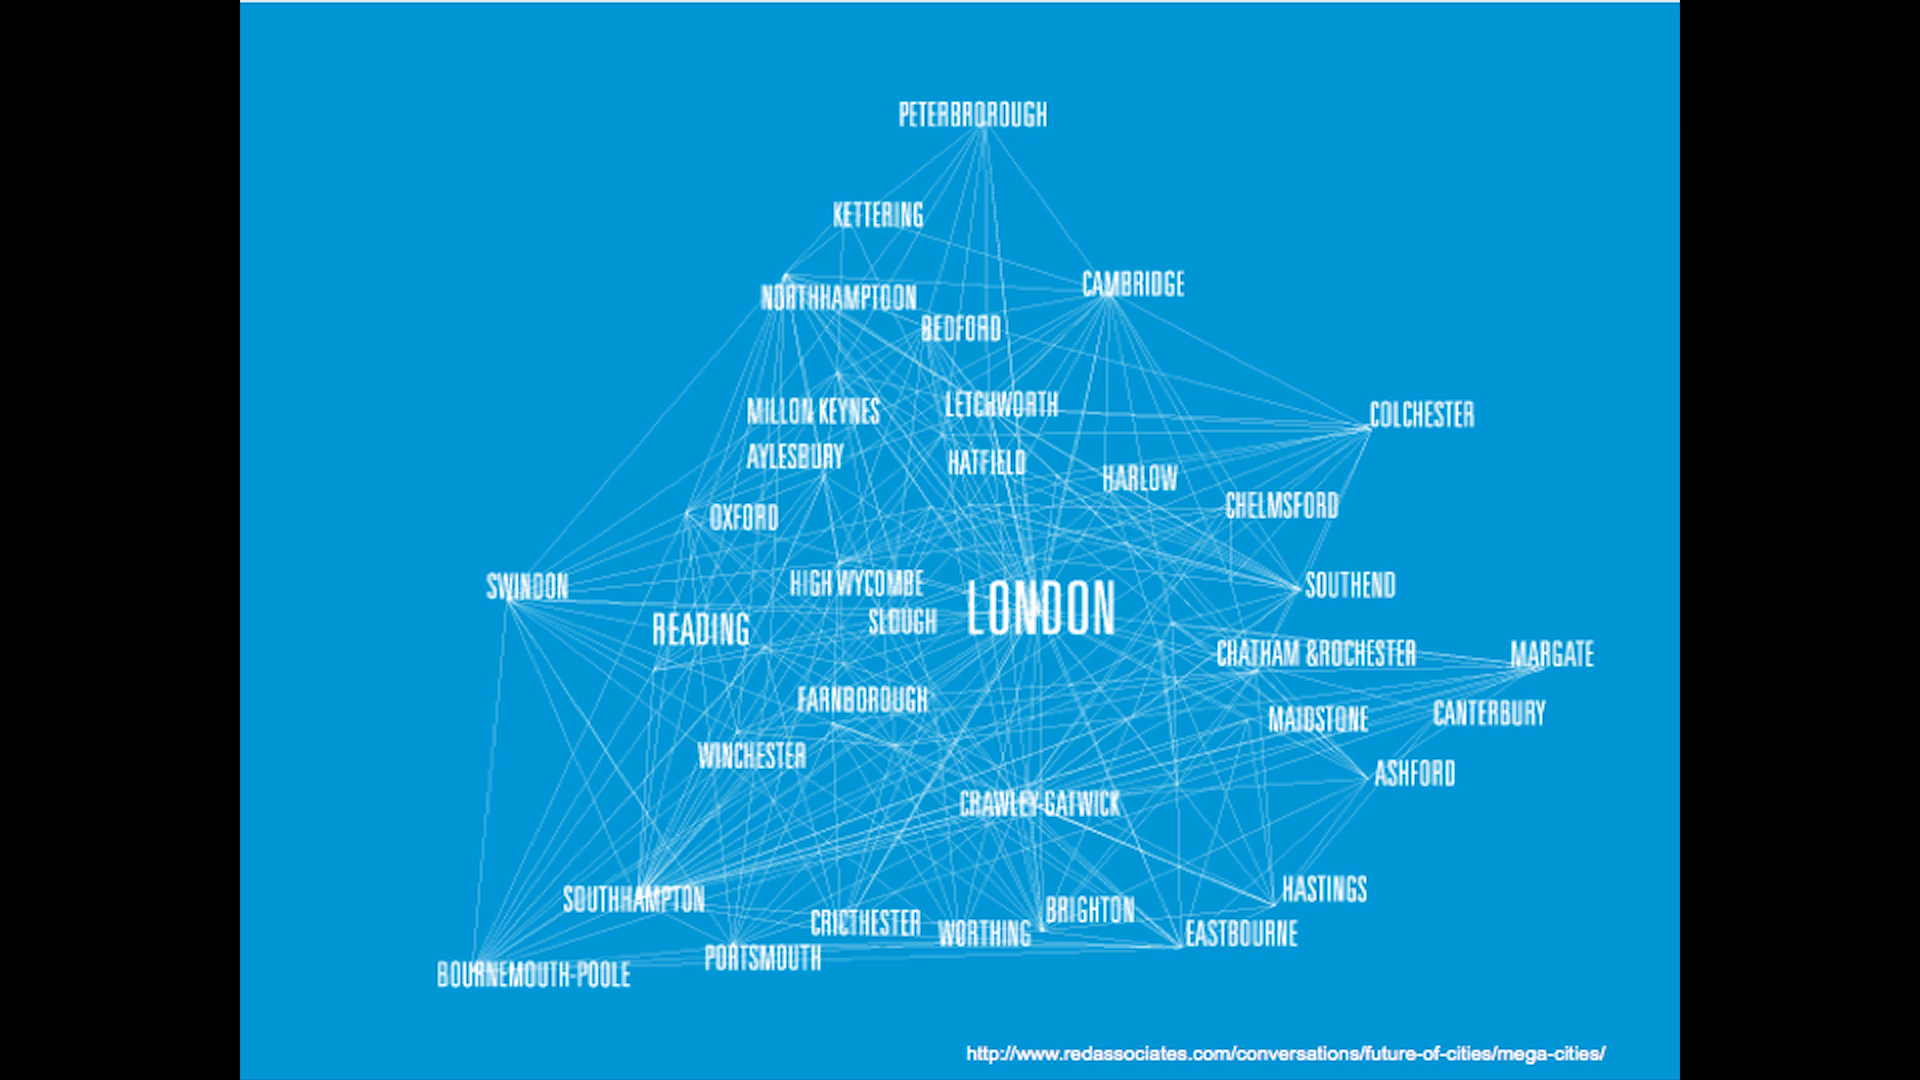 PETERBROROUGH
KETTERING
CAMBRIDGE
NORTHHAMPTOON
BEDFORD
MILLON KEYNES
LETCHWORTH
COLCHESTER
AYLESBURY
HATFIELD
HARLOW
CHELMSFORD
OXFORD
SWINDON
HIGH WYCOMBE
LONDON
SOUTHEND
READING
SLOUGH
CHATHAM &ROCHESTER
MARGATE
FARNBOROUGH
MAIDSTONE
CANTERBURY
WINCHESTER
ASHFORD
CRAWLEY-GATWICK
SOUTHHAMPTON
HASTINGS
CRICTHESTER
BRIGHTON
WORTHING
EASTBOURNE
PORTSMOUTH
BOURNEMOUTH-POOLE
http://www.redassociates.com/conversations/future-of-cities/mega-cities/